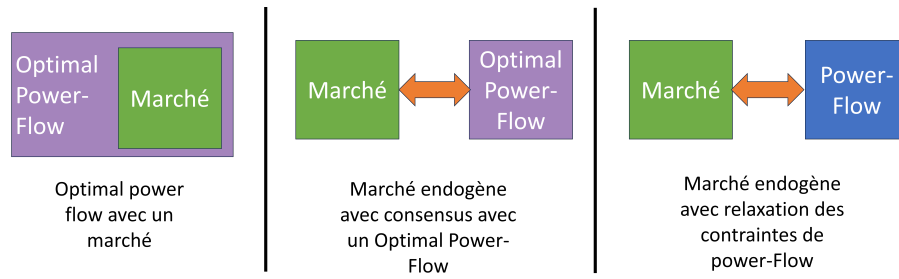 Optimal
Power-
Flow
Marché
Optimal power
flow avec un
marché
Marché
Optimal
Power-
Flow
Marché endogène
avec consensus avec
un Optimal Power-
Flow
Marché
Power-
Flow
Marché endogène
avec relaxation des
contraintes de
power-Flow